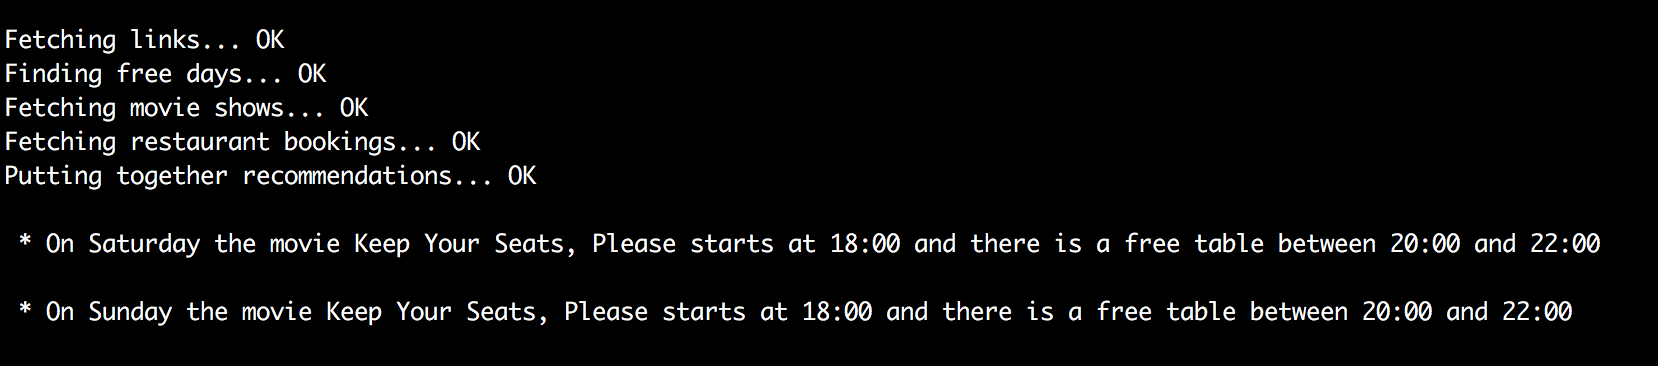 Fetching links... OK
Finding free days... OK
Fetching movie shows... OK
Fetching restaurant bookings... OK
Putting together recommendations... OK
* On Saturday the movie Keep Your Seats, Please starts at 18:00 and there is a free table between 20:00 and 22:00
* On Sunday the movie Keep Your Seats, Please starts at 18:00 and there is a free table between 20:00 and 22:00